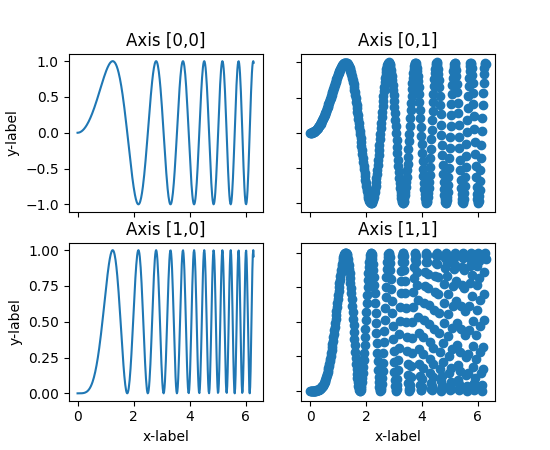 Axis [0,0]
Axis [0,1]
1.0
0.5
0.0
−0.5
−1.0
y-label
Axis [1,0]
Axis [1,1]
1.00
0.75
0.50
0.25
0.00
y-label
0 2 4 6
0 2 4 6
x-label
x-label